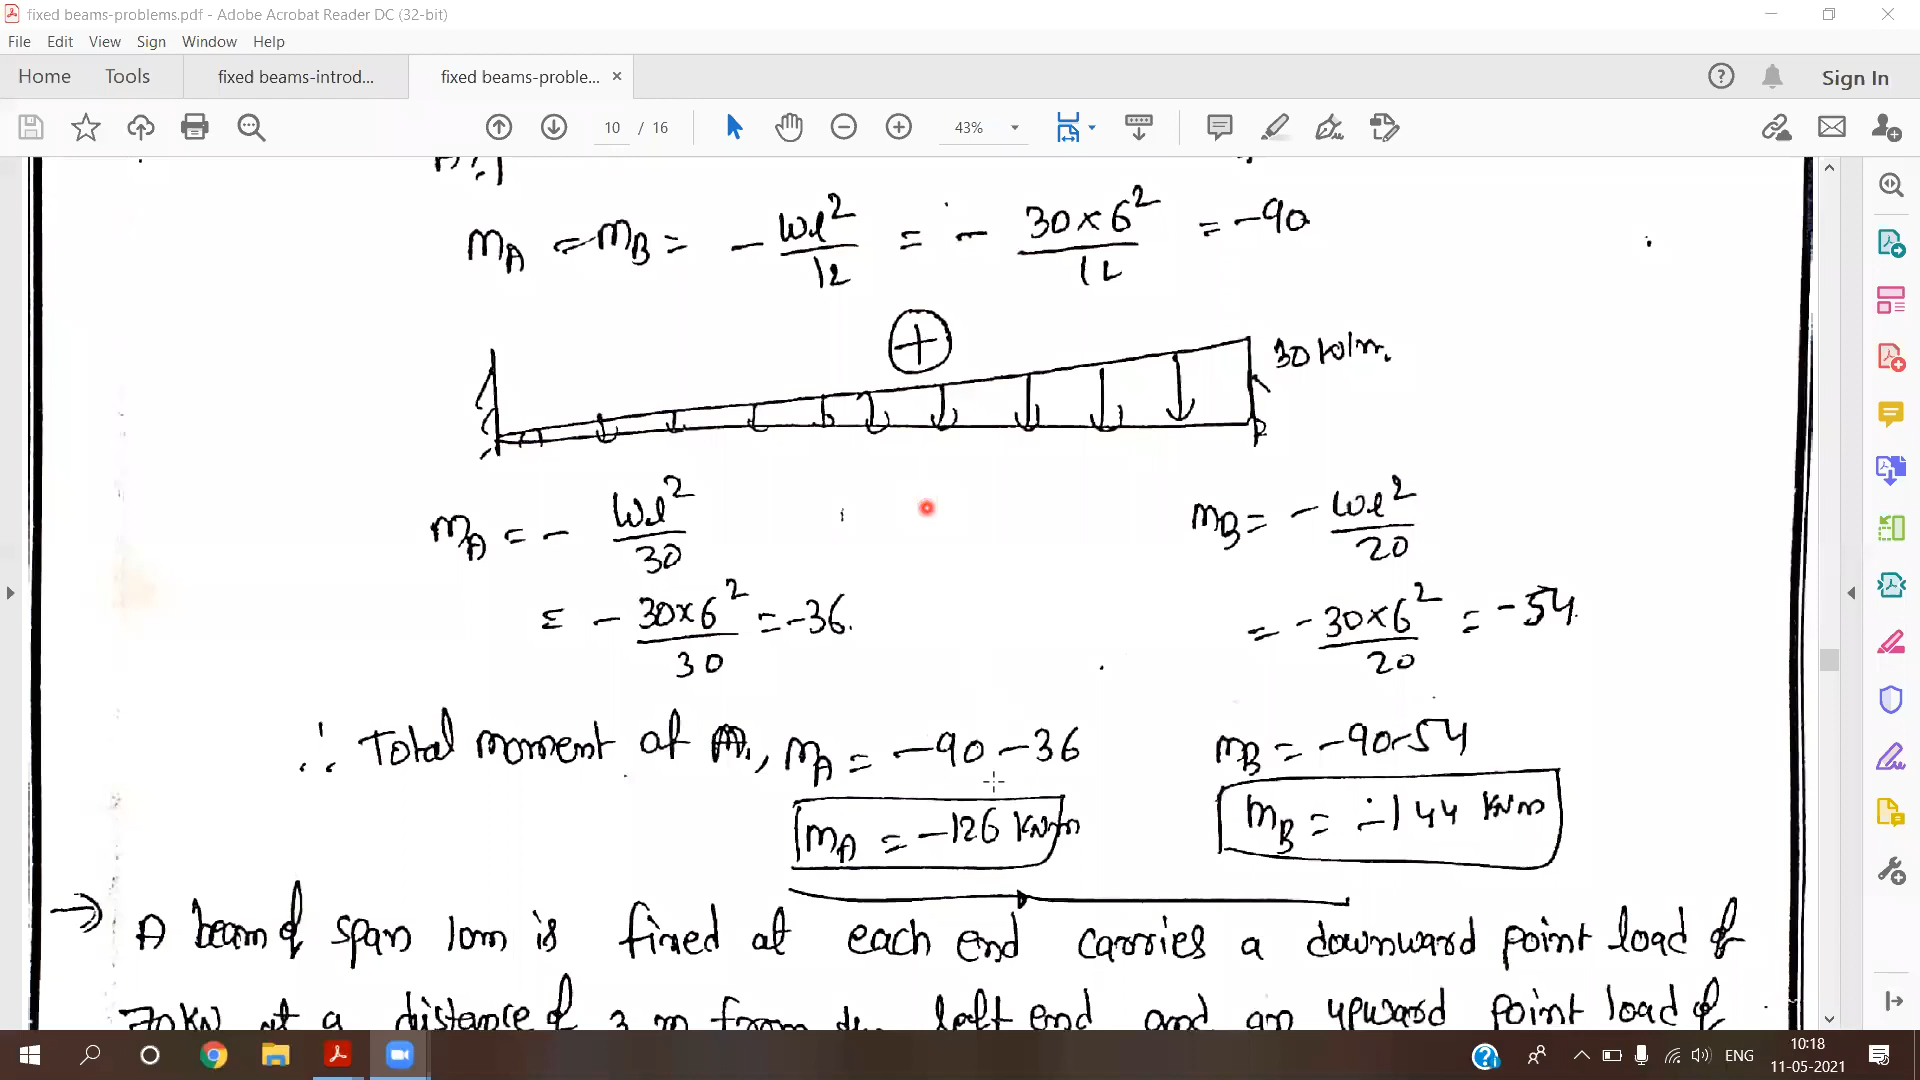 fixed beams-problems.pdf - Adobe Acrobat Reader DC (32-bit)
File Edit View Sign Window Help
Home Tools fixed beams-introd... fixed beams-proble... × Sign In
10 / 16 43%
mA = mB = - wl²/12 = - 30×6²/12 = -90
+
30 kN/m.
mA = - wl²/30 mB = - wl²/20
= - 30×6²/30 = -36. = - 30×6²/20 = -54.
∴ Total moment at mA = -90 - 36 mB = -90-54
mA = -126 kNm mB = -144 kNm
→ A beam of span 10m is fixed at each end carries a downward point load of
70KN at a distance of 3 m from the left end and an upward point load of
ENG 10:18
11-05-2021